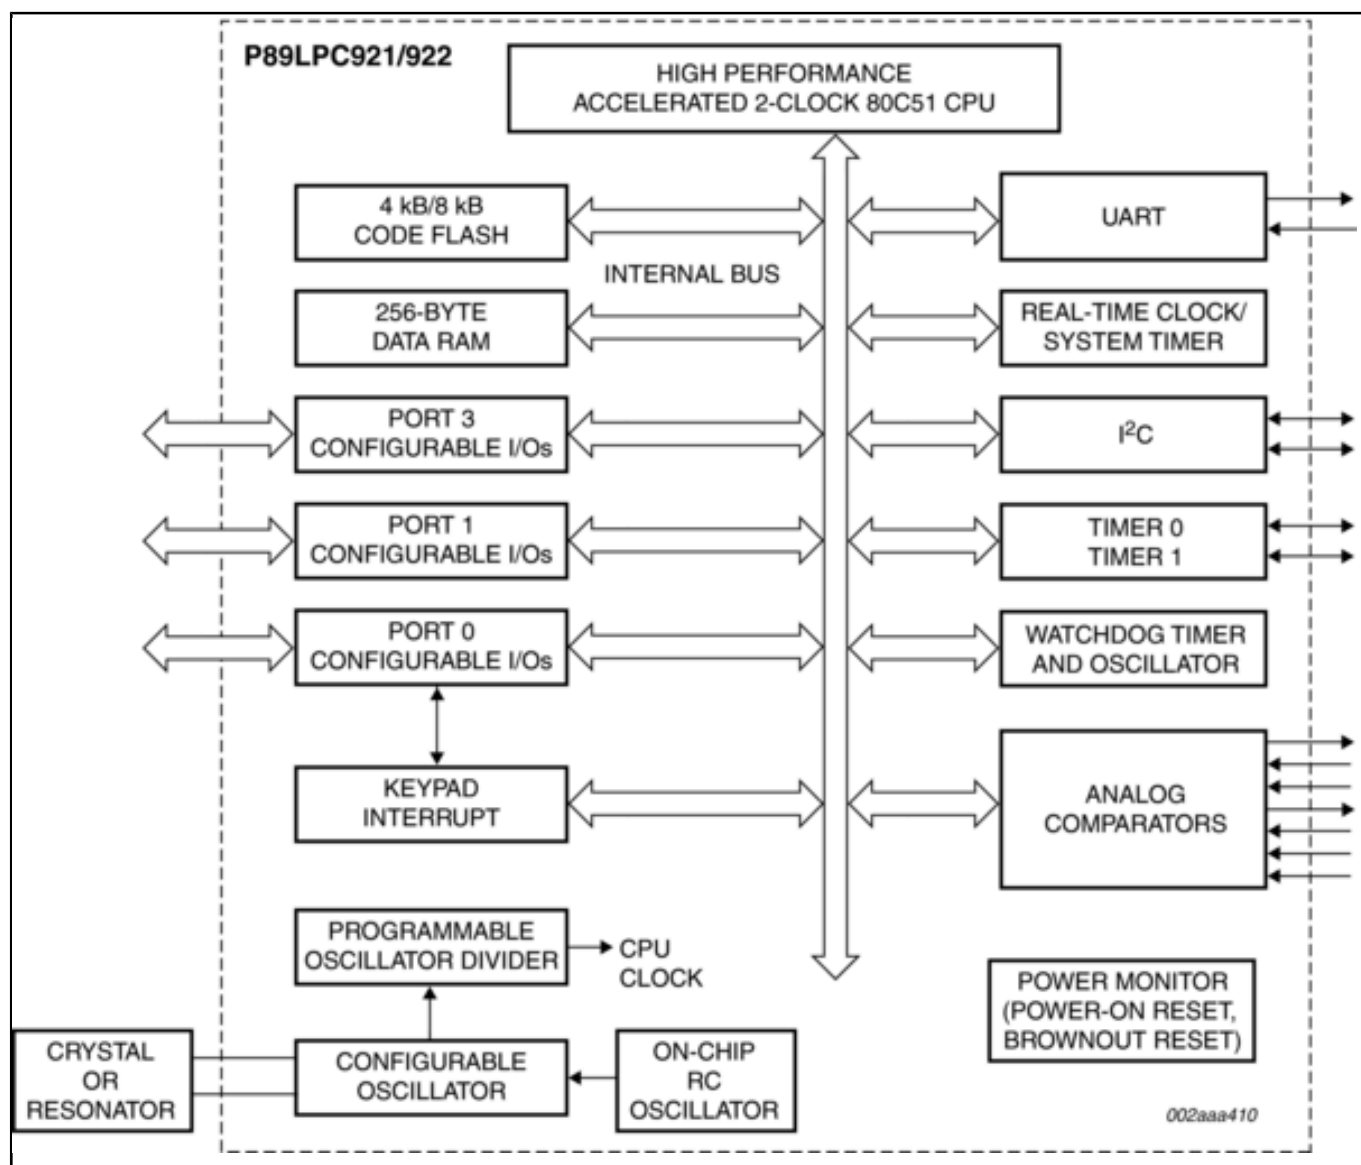 P89LPC921/922
HIGH PERFORMANCE
ACCELERATED 2-CLOCK 80C51 CPU
4 kB/8 kB
CODE FLASH
UART
INTERNAL BUS
256-BYTE
DATA RAM
REAL-TIME CLOCK/
SYSTEM TIMER
PORT 3
CONFIGURABLE I/Os
I²C
PORT 1
CONFIGURABLE I/Os
TIMER 0
TIMER 1
PORT 0
CONFIGURABLE I/Os
WATCHDOG TIMER
AND OSCILLATOR
KEYPAD
INTERRUPT
ANALOG
COMPARATORS
PROGRAMMABLE
OSCILLATOR DIVIDER
CPU
CLOCK
POWER MONITOR
(POWER-ON RESET,
BROWNOUT RESET)
CRYSTAL
OR
RESONATOR
CONFIGURABLE
OSCILLATOR
ON-CHIP
RC
OSCILLATOR
002aaa410